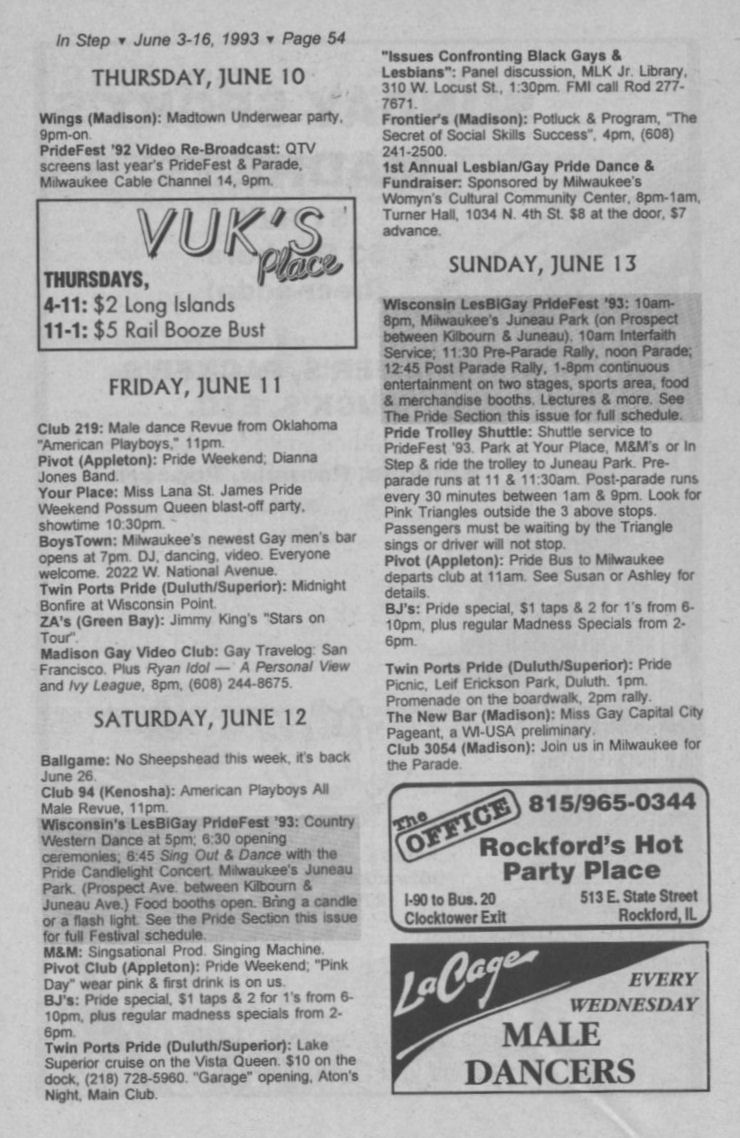 In Step ▾ June 3-16, 1993 ▾ Page 54
THURSDAY, JUNE 10
Wings (Madison): Madtown Underwear party,
9pm-on.
PrideFest '92 Video Re-Broadcast: QTV
screens last year's PrideFest & Parade,
Milwaukee Cable Channel 14, 9pm.
VUK'S
Place
THURSDAYS,
4-11: $2 Long Islands
11-1: $5 Rail Booze Bust
FRIDAY, JUNE 11
Club 219: Male dance Revue from Oklahoma
"American Playboys," 11pm.
Pivot (Appleton): Pride Weekend; Dianna
Jones Band.
Your Place: Miss Lana St. James Pride
Weekend Possum Queen blast-off party,
showtime 10:30pm.
BoysTown: Milwaukee's newest Gay men's bar
opens at 7pm. DJ, dancing, video. Everyone
welcome. 2022 W. National Avenue.
Twin Ports Pride (Duluth/Superior): Midnight
Bonfire at Wisconsin Point.
ZA's (Green Bay): Jimmy King's "Stars on
Tour".
Madison Gay Video Club: Gay Travelog: San
Francisco. Plus Ryan Idol — A Personal View
and Ivy League, 8pm, (608) 244-8675.
SATURDAY, JUNE 12
Ballgame: No Sheepshead this week, it's back
June 26.
Club 94 (Kenosha): American Playboys All
Male Revue, 11pm.
Wisconsin's LesBiGay PrideFest '93: Country
Western Dance at 5pm; 6:30 opening
ceremonies; 6:45 Sing Out & Dance with the
Pride Candlelight Concert. Milwaukee's Juneau
Park. (Prospect Ave. between Kilbourn &
Juneau Ave.) Food booths open. Bring a candle
or a flash light. See the Pride Section this issue
for full Festival schedule.
M&M: Singsational Prod. Singing Machine.
Pivot Club (Appleton): Pride Weekend; "Pink
Day" wear pink & first drink is on us.
BJ's: Pride special, $1 taps & 2 for 1's from 6-
10pm, plus regular madness specials from 2-
6pm.
Twin Ports Pride (Duluth/Superior): Lake
Superior cruise on the Vista Queen. $10 on the
dock, (218) 728-5960. "Garage" opening, Aton's
Night, Main Club.
"Issues Confronting Black Gays &
Lesbians": Panel discussion, MLK Jr. Library,
310 W. Locust St., 1:30pm. FMI call Rod 277-
7671.
Frontier's (Madison): Potluck & Program, "The
Secret of Social Skills Success", 4pm, (608)
241-2500.
1st Annual Lesbian/Gay Pride Dance &
Fundraiser: Sponsored by Milwaukee's
Womyn's Cultural Community Center, 8pm-1am,
Turner Hall, 1034 N. 4th St. $8 at the door, $7
advance.
SUNDAY, JUNE 13
Wisconsin LesBiGay PrideFest '93: 10am-
8pm, Milwaukee's Juneau Park (on Prospect
between Kilbourn & Juneau). 10am Interfaith
Service; 11:30 Pre-Parade Rally, noon Parade;
12:45 Post Parade Rally, 1-8pm continuous
entertainment on two stages, sports area, food
& merchandise booths. Lectures & more. See
The Pride Section this issue for full schedule.
Pride Trolley Shuttle: Shuttle service to
PrideFest '93. Park at Your Place, M&M's or In
Step & ride the trolley to Juneau Park. Pre-
parade runs at 11 & 11:30am. Post-parade runs
every 30 minutes between 1am & 9pm. Look for
Pink Triangles outside the 3 above stops.
Passengers must be waiting by the Triangle
sings or driver will not stop.
Pivot (Appleton): Pride Bus to Milwaukee
departs club at 11am. See Susan or Ashley for
details.
BJ's: Pride special, $1 taps & 2 for 1's from 6-
10pm, plus regular Madness Specials from 2-
6pm.
Twin Ports Pride (Duluth/Superior): Pride
Picnic, Leif Erickson Park, Duluth. 1pm.
Promenade on the boardwalk, 2pm rally.
The New Bar (Madison): Miss Gay Capital City
Pageant, a WI-USA preliminary.
Club 3054 (Madison): Join us in Milwaukee for
the Parade.
The
OFFICE
815/965-0344
Rockford's Hot
Party Place
I-90 to Bus. 20
Clocktower Exit
513 E. State Street
Rockford, IL
LaCage
EVERY
WEDNESDAY
MALE
DANCERS